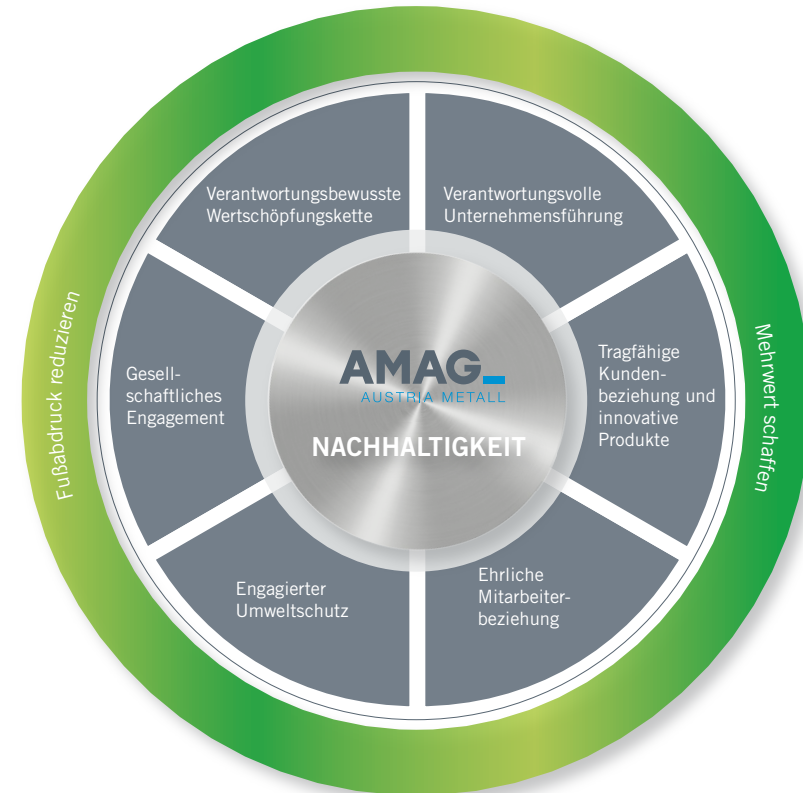 Verantwortungsbewusste
Wertschöpfungskette
Verantwortungsvolle
Unternehmensführung
Fußabdruck reduzieren
Gesell-
schaftliches
Engagement
AMAG
AUSTRIA METALL
NACHHALTIGKEIT
Tragfähige
Kunden-
beziehung und
innovative
Produkte
Mehrwert schaffen
Engagierter
Umweltschutz
Ehrliche
Mitarbeiter-
beziehung